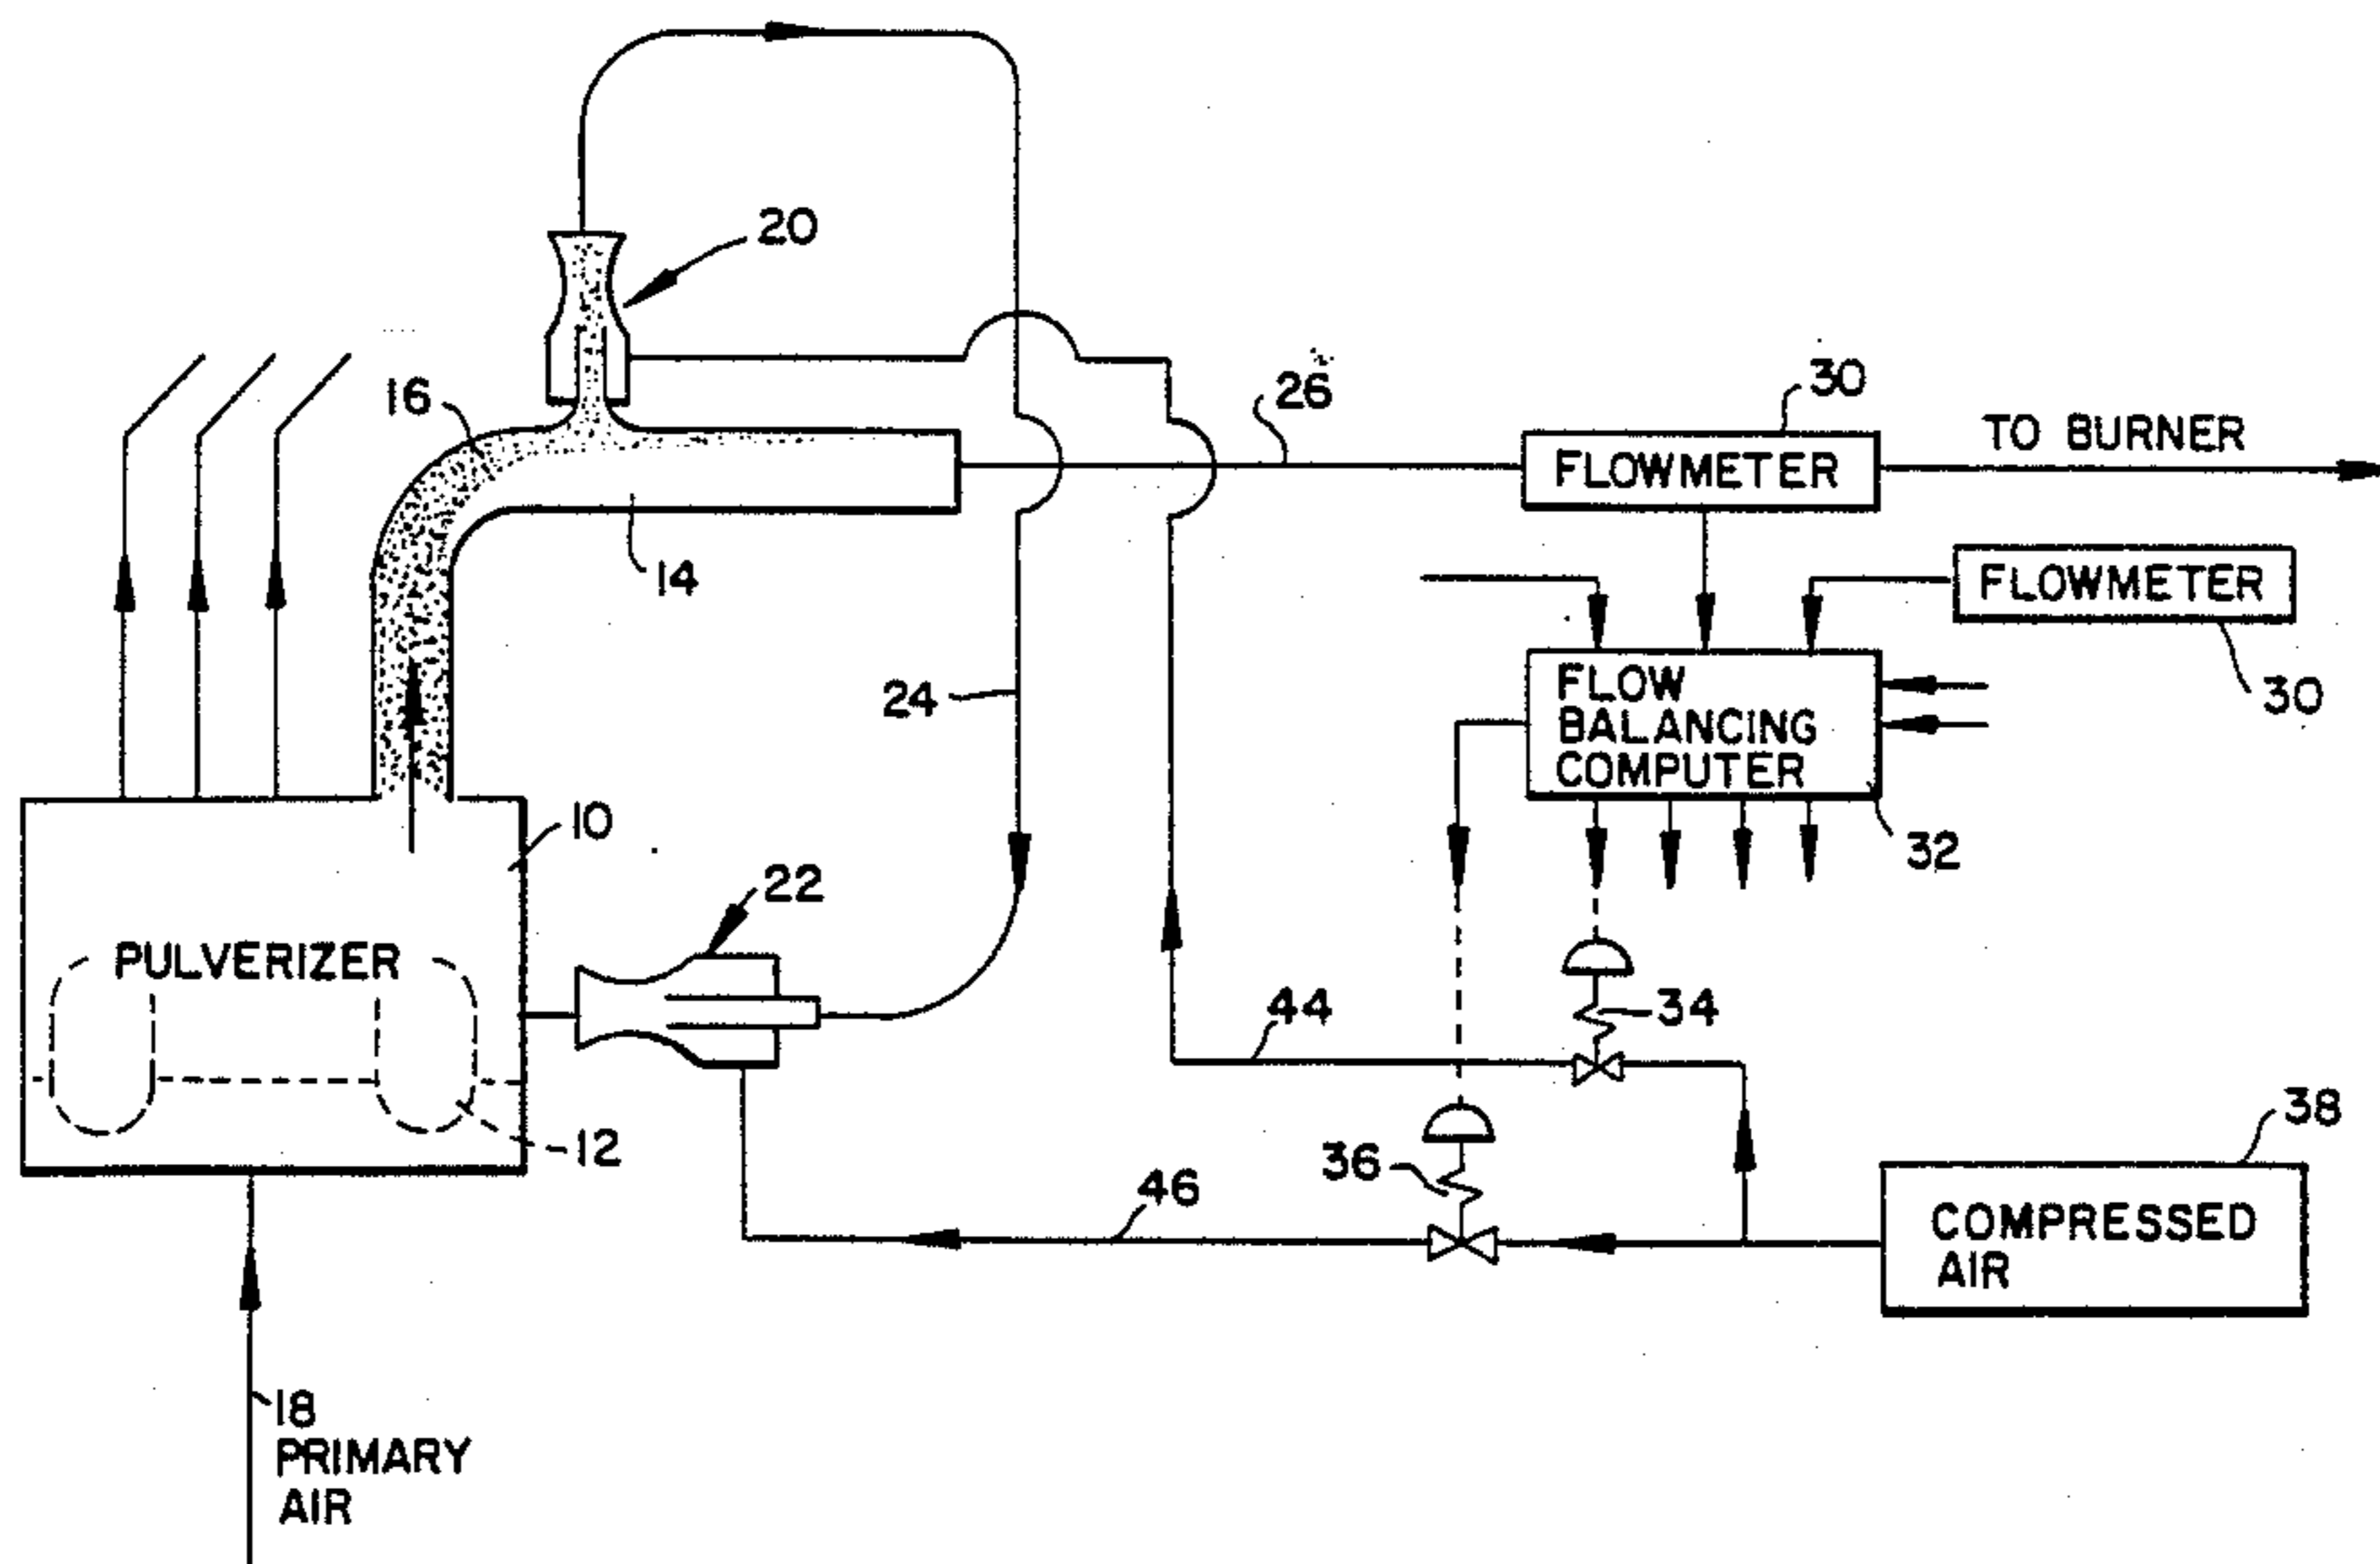 20
16
26
30
TO BURNER
FLOWMETER
14
FLOWMETER
30
24
FLOW
BALANCING
COMPUTER
32
10
22
PULVERIZER
44
34
12
36
38
46
COMPRESSED
AIR
18
PRIMARY
AIR